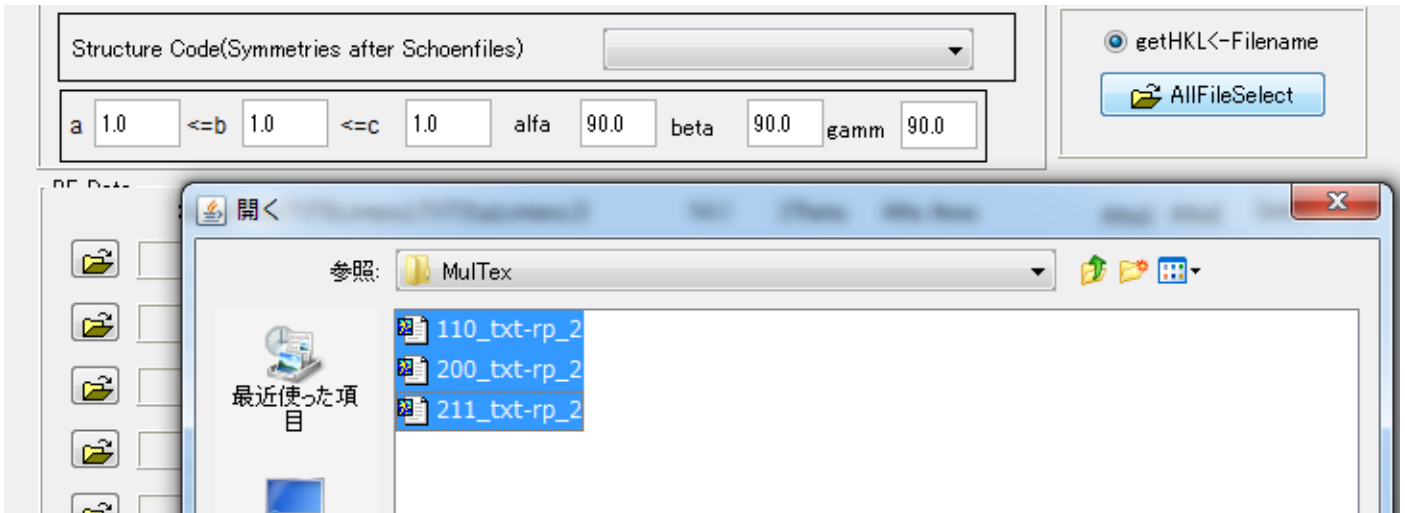 Structure Code(Symmetries after Schoenfiles)
getHKL<-Filename
AllFileSelect
a 1.0 <=b 1.0 <=c 1.0 alfa 90.0 beta 90.0 gamm 90.0
開く
参照: MulTex
110_txt-rp_2
200_txt-rp_2
211_txt-rp_2
最近使った項
目